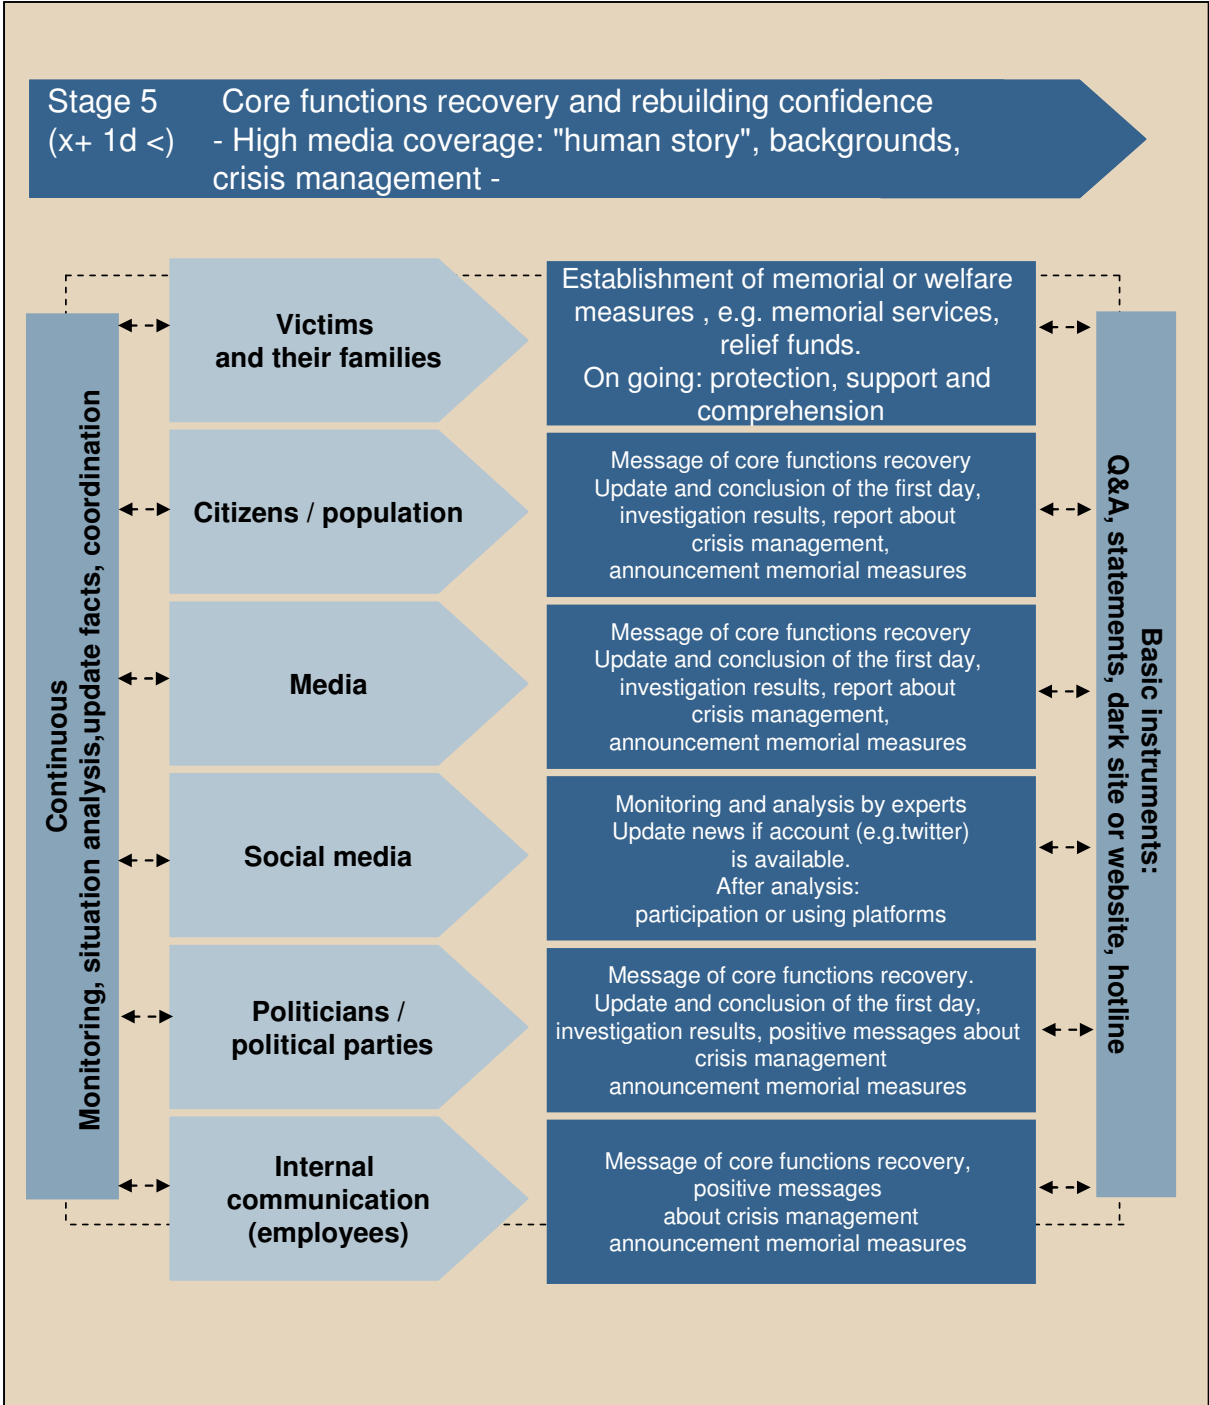 Stage 5 Core functions recovery and rebuilding confidence
(x+ 1d <) - High media coverage: "human story", backgrounds,
crisis management -
Continuous
Monitoring, situation analysis,update facts, coordination
Victims
and their families
Establishment of memorial or welfare
measures , e.g. memorial services,
relief funds.
On going: protection, support and
comprehension
Citizens / population
Message of core functions recovery
Update and conclusion of the first day,
investigation results, report about
crisis management,
announcement memorial measures
Media
Message of core functions recovery
Update and conclusion of the first day,
investigation results, report about
crisis management,
announcement memorial measures
Social media
Monitoring and analysis by experts
Update news if account (e.g.twitter)
is available.
After analysis:
participation or using platforms
Politicians /
political parties
Message of core functions recovery.
Update and conclusion of the first day,
investigation results, positive messages about
crisis management
announcement memorial measures
Internal
communication
(employees)
Message of core functions recovery,
positive messages
about crisis management
announcement memorial measures
Basic instruments:
Q&A, statements, dark site or website, hotline